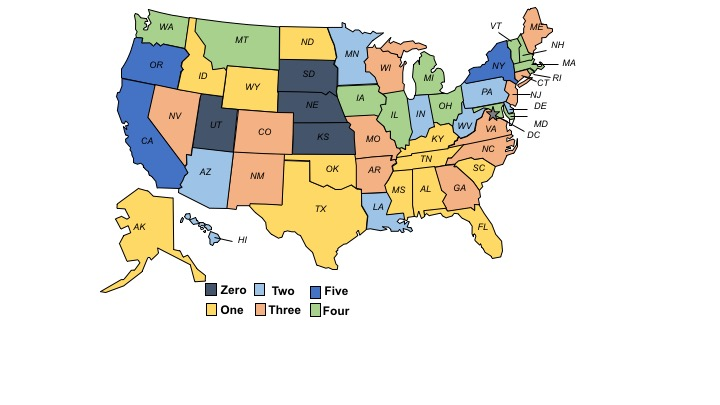 WA
MT
ND
MN
OR
ID
WY
SD
WI
MI
NY
VT
ME
NH
MA
RI
CT
NJ
DE
MD
DC
NV
UT
CO
NE
IA
IL
IN
OH
PA
WV
VA
CA
AZ
NM
KS
MO
KY
NC
TN
OK
AR
SC
MS
AL
GA
TX
LA
FL
AK
HI
Zero Two Five
One Three Four